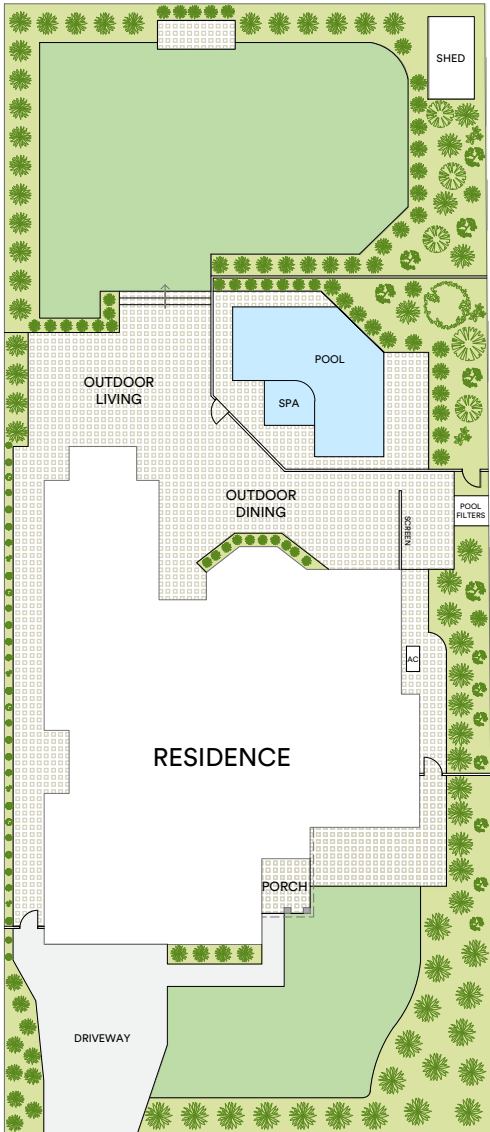 SHED
POOL
OUTDOOR
LIVING
SPA
OUTDOOR
DINING
POOL
FILTERS
SCREEN
AC
RESIDENCE
PORCH
DRIVEWAY